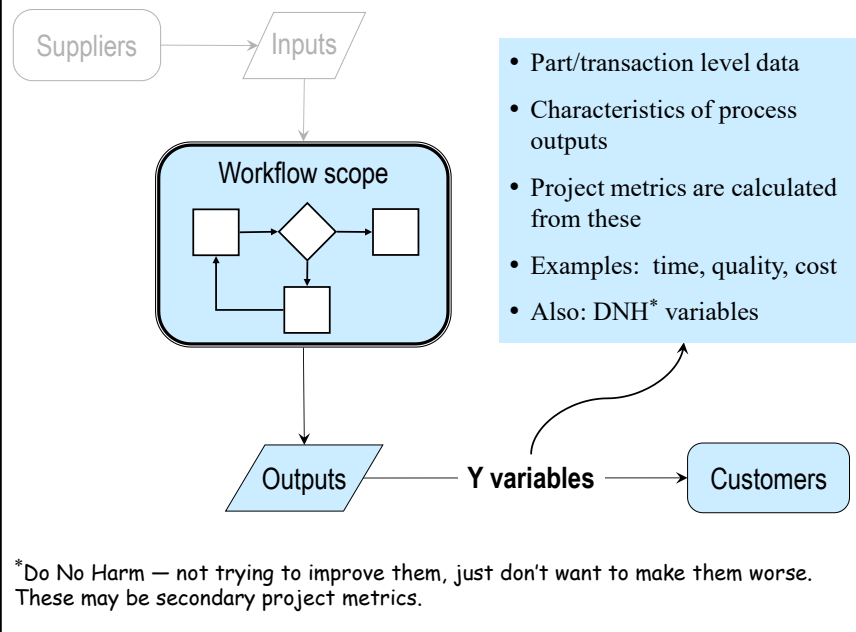 Suppliers
Inputs
Workflow scope
• Part/transaction level data
• Characteristics of process
outputs
• Project metrics are calculated
from these
• Examples:  time, quality, cost
• Also: DNH* variables
Outputs
Y variables
Customers
*Do No Harm — not trying to improve them, just don't want to make them worse.
These may be secondary project metrics.